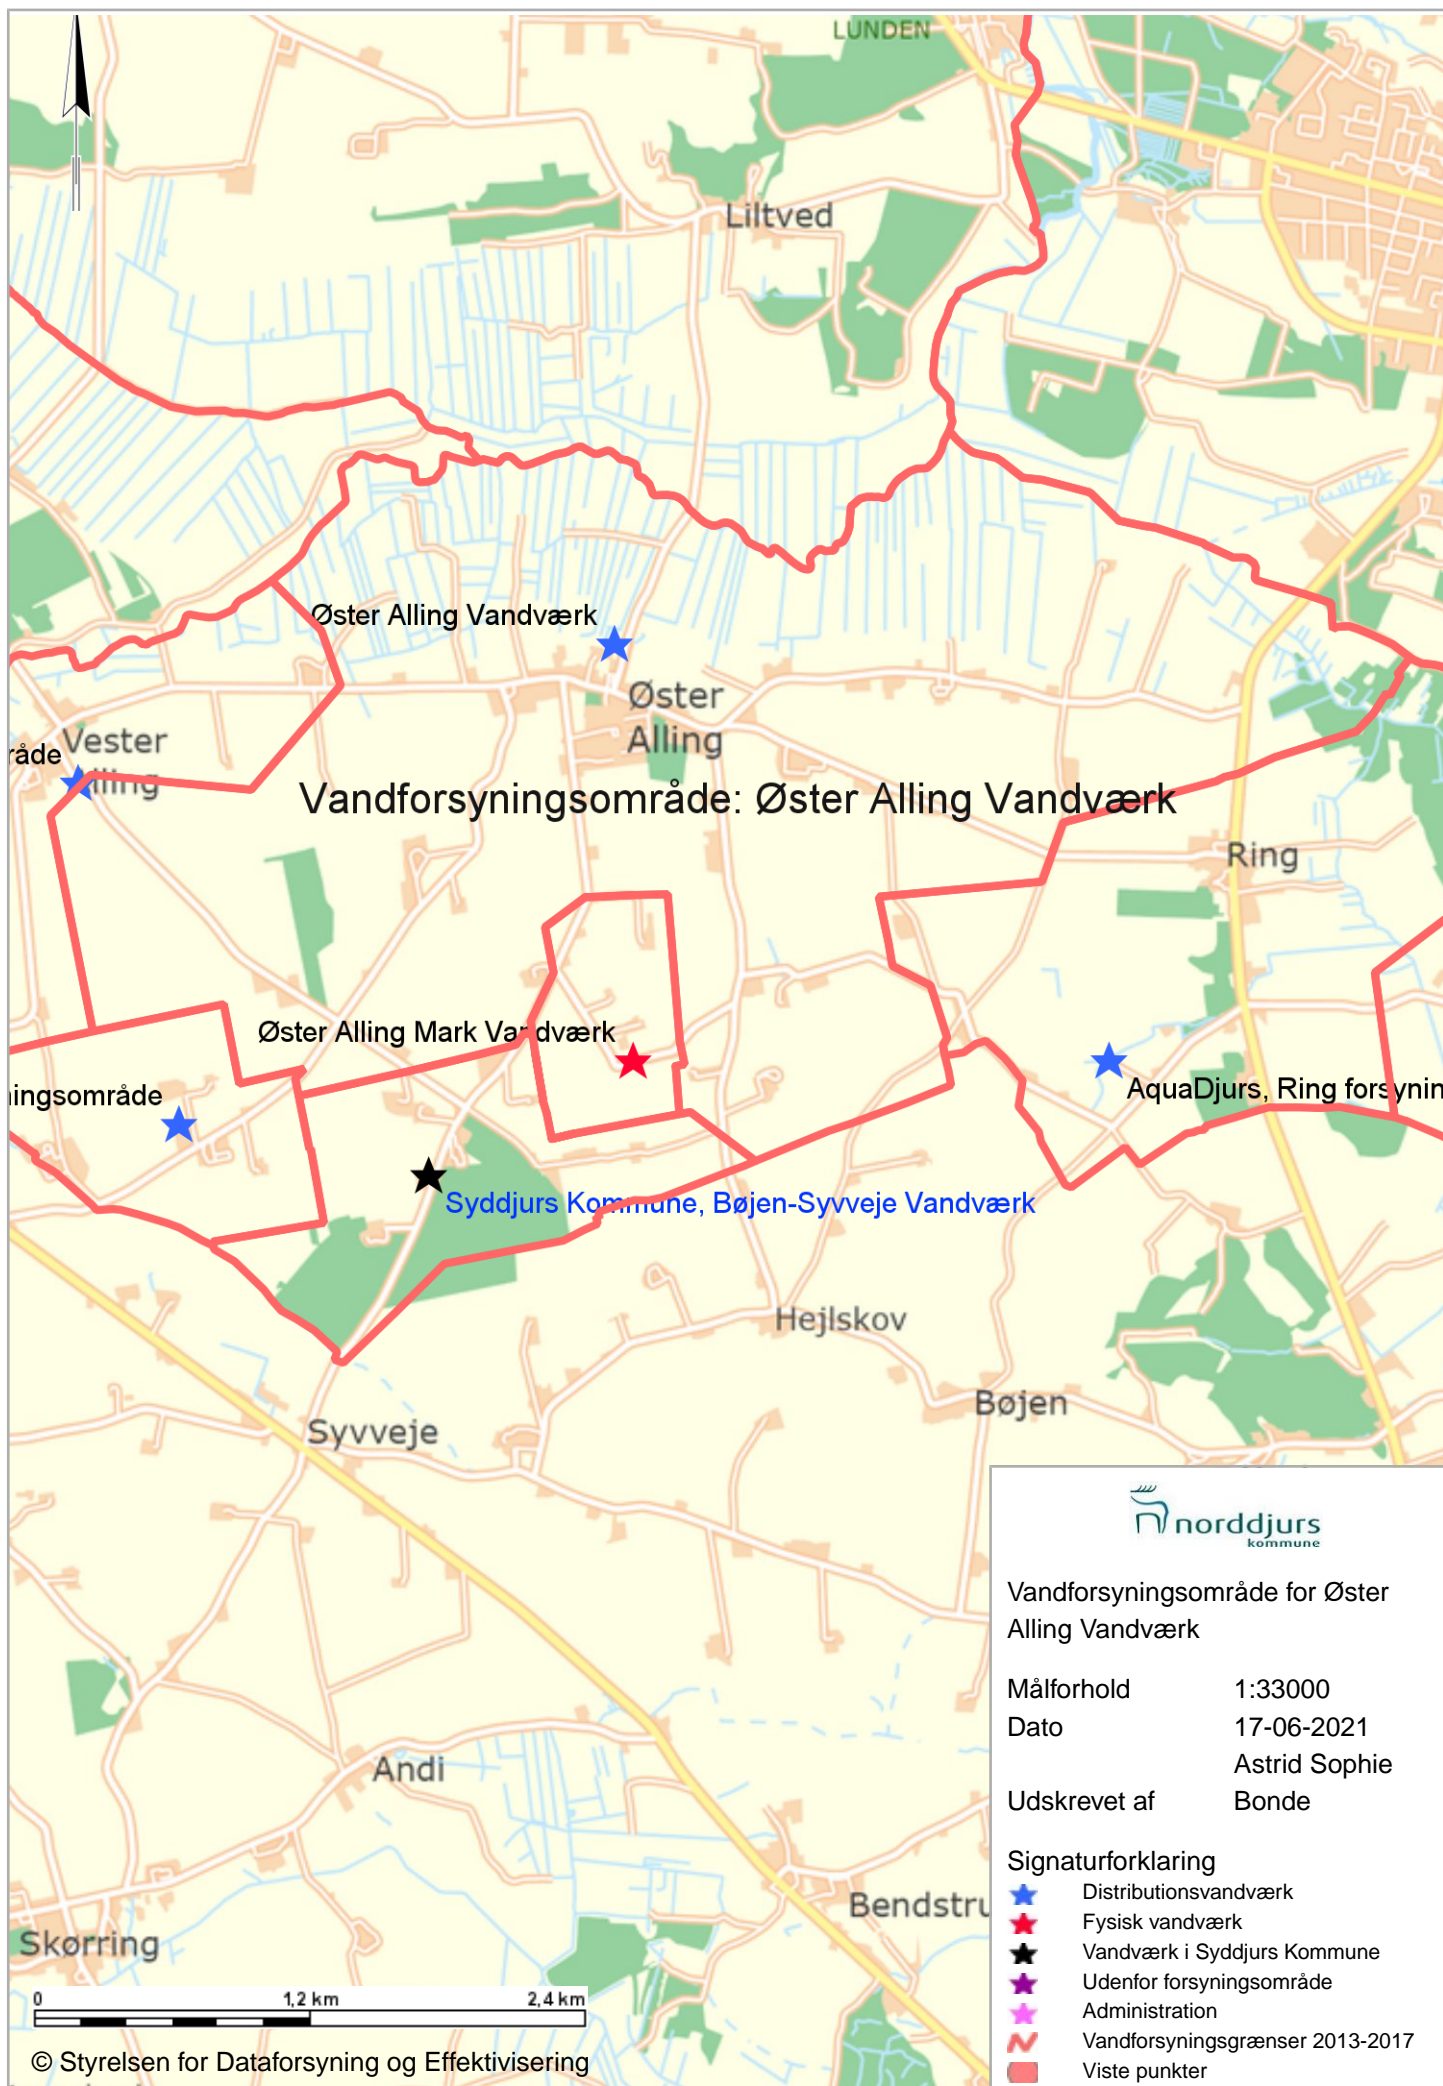 LUNDEN
Liltved
Øster Alling Vandværk
Øster
Alling
råde
Vester
Alling
Vandforsyningsområde: Øster Alling Vandværk
Ring
Øster Alling Mark Vandværk
ningsområde
AquaDjurs, Ring forsynin
Syddjurs Kommune, Bøjen-Syvveje Vandværk
Hejlskov
Bøjen
Syvveje
Andi
Bendstru
Skørring
0 1,2 km 2,4 km
© Styrelsen for Dataforsyning og Effektivisering
norddjurs
kommune
Vandforsyningsområde for Øster
Alling Vandværk
Målforhold 1:33000
Dato 17-06-2021
Astrid Sophie
Udskrevet af Bonde
Signaturforklaring
Distributionsvandværk
Fysisk vandværk
Vandværk i Syddjurs Kommune
Udenfor forsyningsområde
Administration
Vandforsyningsgrænser 2013-2017
Viste punkter